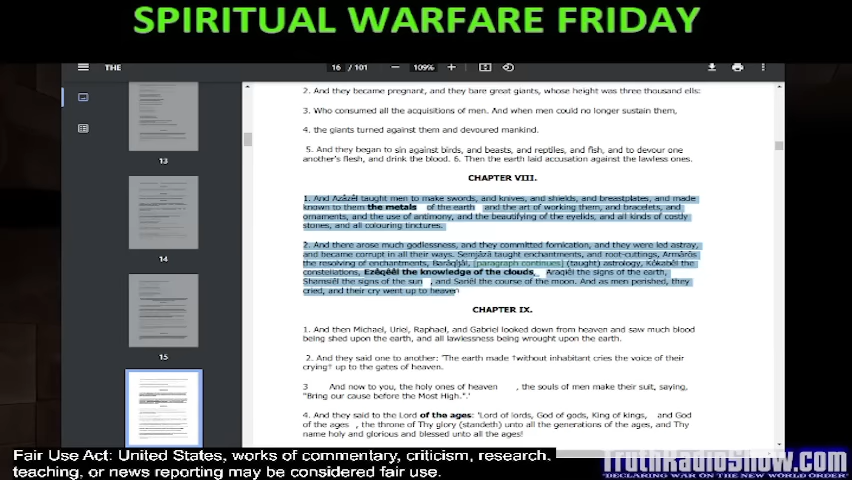 SPIRITUAL WARFARE FRIDAY
THE
16 / 101
109%
2. And they became pregnant, and they bare great giants, whose height was three thousand ells:
3. Who consumed all the acquisitions of men. And when men could no longer sustain them,
4. the giants turned against them and devoured mankind.
5. And they began to sin against birds, and beasts, and reptiles, and fish, and to devour one
another's flesh, and drink the blood. 6. Then the earth laid accusation against the lawless ones.
CHAPTER VIII.
1. And Azâzêl taught men to make swords, and knives, and shields, and breastplates, and made
known to them the metals of the earth and the art of working them, and bracelets, and
ornaments, and the use of antimony, and the beautifying of the eyelids, and all kinds of costly
stones, and all colouring tinctures.
2. And there arose much godlessness, and they committed fornication, and they were led astray,
and became corrupt in all their ways. Semjâzâ taught enchantments, and root-cuttings, Armârôs
the resolving of enchantments, Barâqîjâl, [paragraph continues] (taught) astrology, Kôkabêl the
constellations, Ezêqêêl the knowledge of the clouds, Araqiêl the signs of the earth,
Shamsiêl the signs of the sun , and Sariêl the course of the moon. And as men perished, they
cried, and their cry went up to heaven
CHAPTER IX.
1. And then Michael, Uriel, Raphael, and Gabriel looked down from heaven and saw much blood
being shed upon the earth, and all lawlessness being wrought upon the earth.
2. And they said one to another: 'The earth made †without inhabitant cries the voice of their
crying† up to the gates of heaven.
3 And now to you, the holy ones of heaven , the souls of men make their suit, saying,
"Bring our cause before the Most High.".'
4. And they said to the Lord of the ages: 'Lord of lords, God of gods, King of kings, and God
of the ages , the throne of Thy glory (standeth) unto all the generations of the ages, and Thy
name holy and glorious and blessed unto all the ages!
13
14
15
Fair Use Act: United States, works of commentary, criticism, research,
teaching, or news reporting may be considered fair use.
TruthRadioShow.com
"DECLARING WAR ON THE NEW WORLD ORDER"